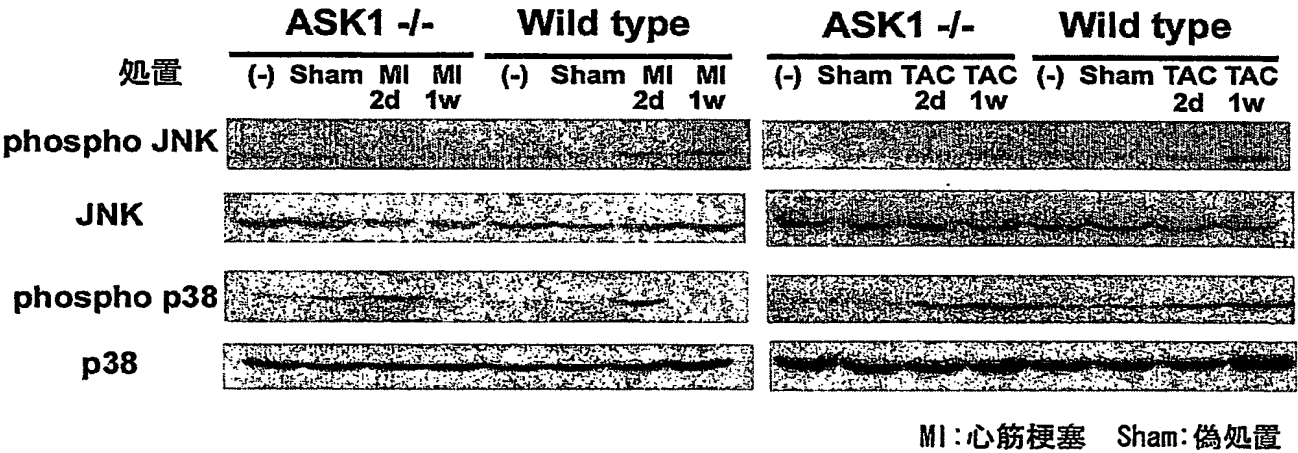 ASK1 -/- Wild type ASK1 -/- Wild type
処置 (-) Sham MI MI (-) Sham MI MI (-) Sham TAC TAC (-) Sham TAC TAC
2d 1w 2d 1w 2d 1w 2d 1w
phospho JNK
JNK
phospho p38
p38
MI:心筋梗塞 Sham:偽処置